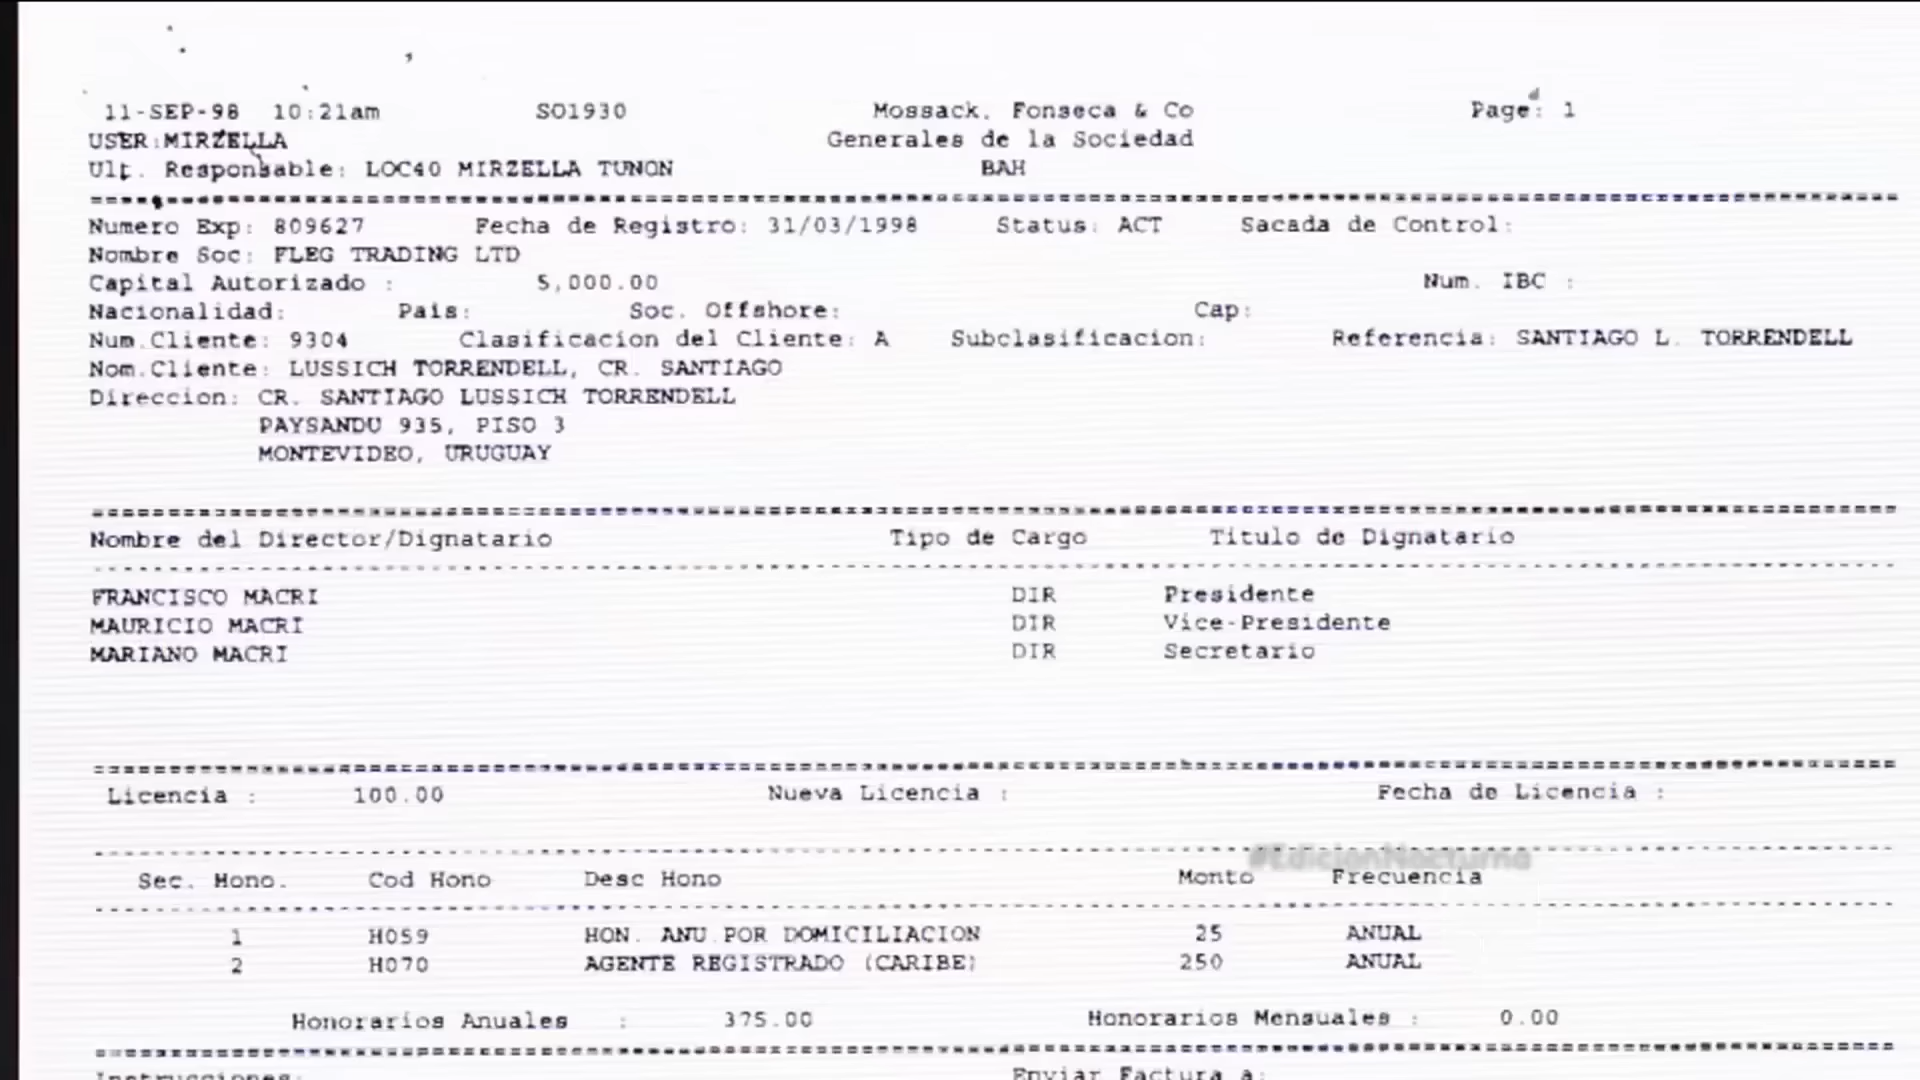 11-SEP-98 10:21am SO1930 Mossack, Fonseca & Co Page: 1
USER:MIRZELLA Generales de la Sociedad
Ult. Responsable: LOC40 MIRZELLA TUNON BAH
Numero Exp: 809627 Fecha de Registro: 31/03/1998 Status: ACT Sacada de Control:
Nombre Soc: FLEG TRADING LTD
Capital Autorizado : 5,000.00 Num. IBC :
Nacionalidad: Pais: Soc. Offshore: Cap:
Num.Cliente: 9304 Clasificacion del Cliente: A Subclasificacion: Referencia: SANTIAGO L. TORRENDELL
Nom.Cliente: LUSSICH TORRENDELL, CR. SANTIAGO
Direccion: CR. SANTIAGO LUSSICH TORRENDELL
PAYSANDU 935, PISO 3
MONTEVIDEO, URUGUAY
Nombre del Director/Dignatario Tipo de Cargo Titulo de Dignatario
FRANCISCO MACRI DIR Presidente
MAURICIO MACRI DIR Vice-Presidente
MARIANO MACRI DIR Secretario
Licencia : 100.00 Nueva Licencia : Fecha de Licencia :
#EdicionNocturna
Sec. Hono. Cod Hono Desc Hono Monto Frecuencia
1 H059 HON. ANU.POR DOMICILIACION 25 ANUAL
2 H070 AGENTE REGISTRADO (CARIBE) 250 ANUAL
Honorarios Anuales : 375.00 Honorarios Mensuales : 0.00
Instrucciones: Enviar Factura a: